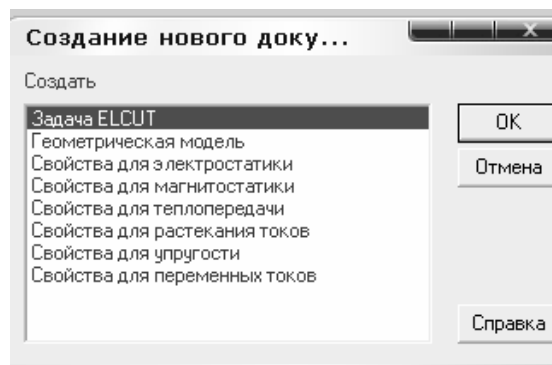 Создание нового доку...
Создать
Задача ELCUT
Геометрическая модель
Свойства для электростатики
Свойства для магнитостатики
Свойства для теплопередачи
Свойства для растекания токов
Свойства для упругости
Свойства для переменных токов
OK
Отмена
Справка